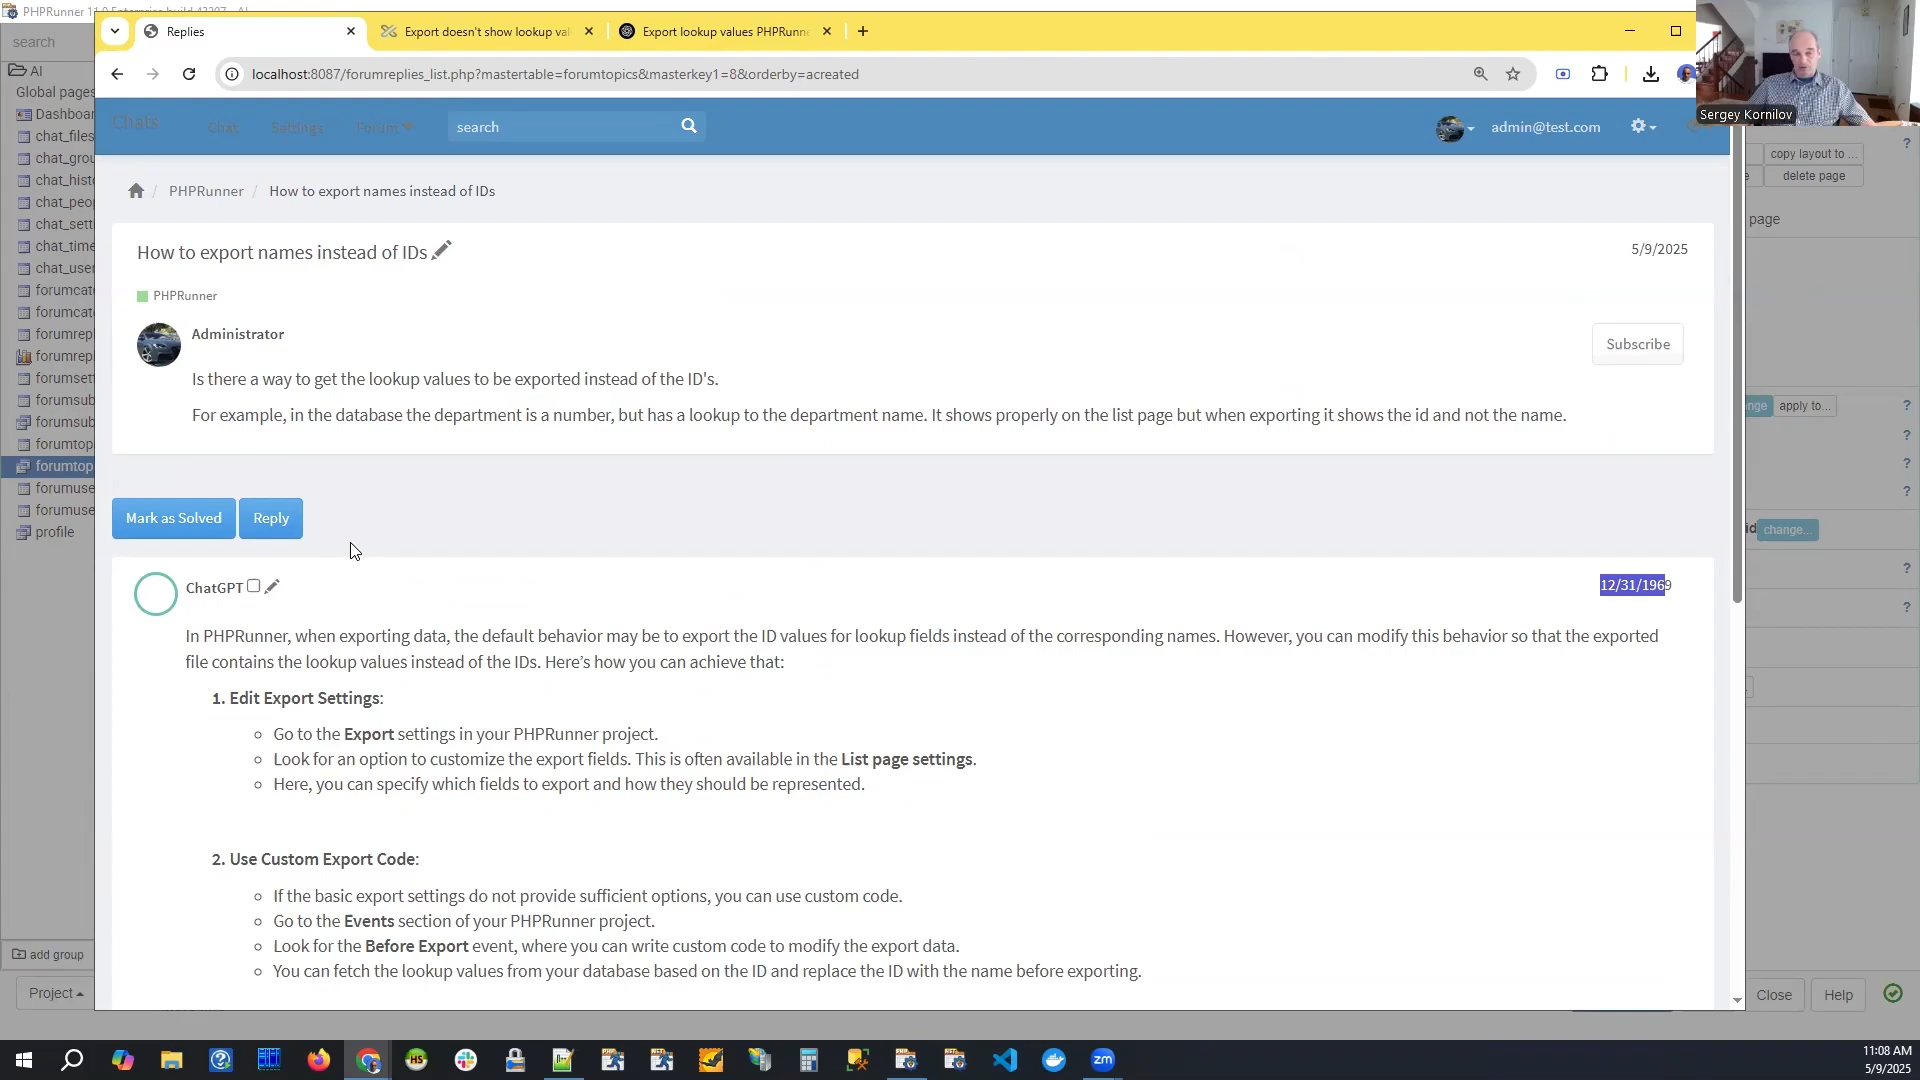 PHPRunner
Replies
Export doesn't show lookup val
Export lookup values PHPRunne
localhost:8087/forumreplies_list.php?mastertable=forumtopics&masterkey1=8&orderby=acreated
Sergey Kornilov
search
AI
Global pages
Dashboar
chat_files
chat_grou
chat_histo
chat_peop
chat_setti
chat_time
chat_user
forumcate
forumcate
forumrepl
forumrepl
forumsett
forumsub
forumsub
forumtop
forumtop
forumuse
forumuse
profile
add group
Project
Chats
Chat
Settings
Forum
search
admin@test.com
PHPRunner / How to export names instead of IDs
How to export names instead of IDs
5/9/2025
PHPRunner
Administrator
Subscribe
Is there a way to get the lookup values to be exported instead of the ID's.
For example, in the database the department is a number, but has a lookup to the department name. It shows properly on the list page but when exporting it shows the id and not the name.
Mark as Solved
Reply
ChatGPT
12/31/1969
In PHPRunner, when exporting data, the default behavior may be to export the ID values for lookup fields instead of the corresponding names. However, you can modify this behavior so that the exported
file contains the lookup values instead of the IDs. Here’s how you can achieve that:
1. Edit Export Settings:
Go to the Export settings in your PHPRunner project.
Look for an option to customize the export fields. This is often available in the List page settings.
Here, you can specify which fields to export and how they should be represented.
2. Use Custom Export Code:
If the basic export settings do not provide sufficient options, you can use custom code.
Go to the Events section of your PHPRunner project.
Look for the Before Export event, where you can write custom code to modify the export data.
You can fetch the lookup values from your database based on the ID and replace the ID with the name before exporting.
copy layout to ...
delete page
page
nge
apply to...
id
change...
Close
Help
zm
11:08 AM
5/9/2025